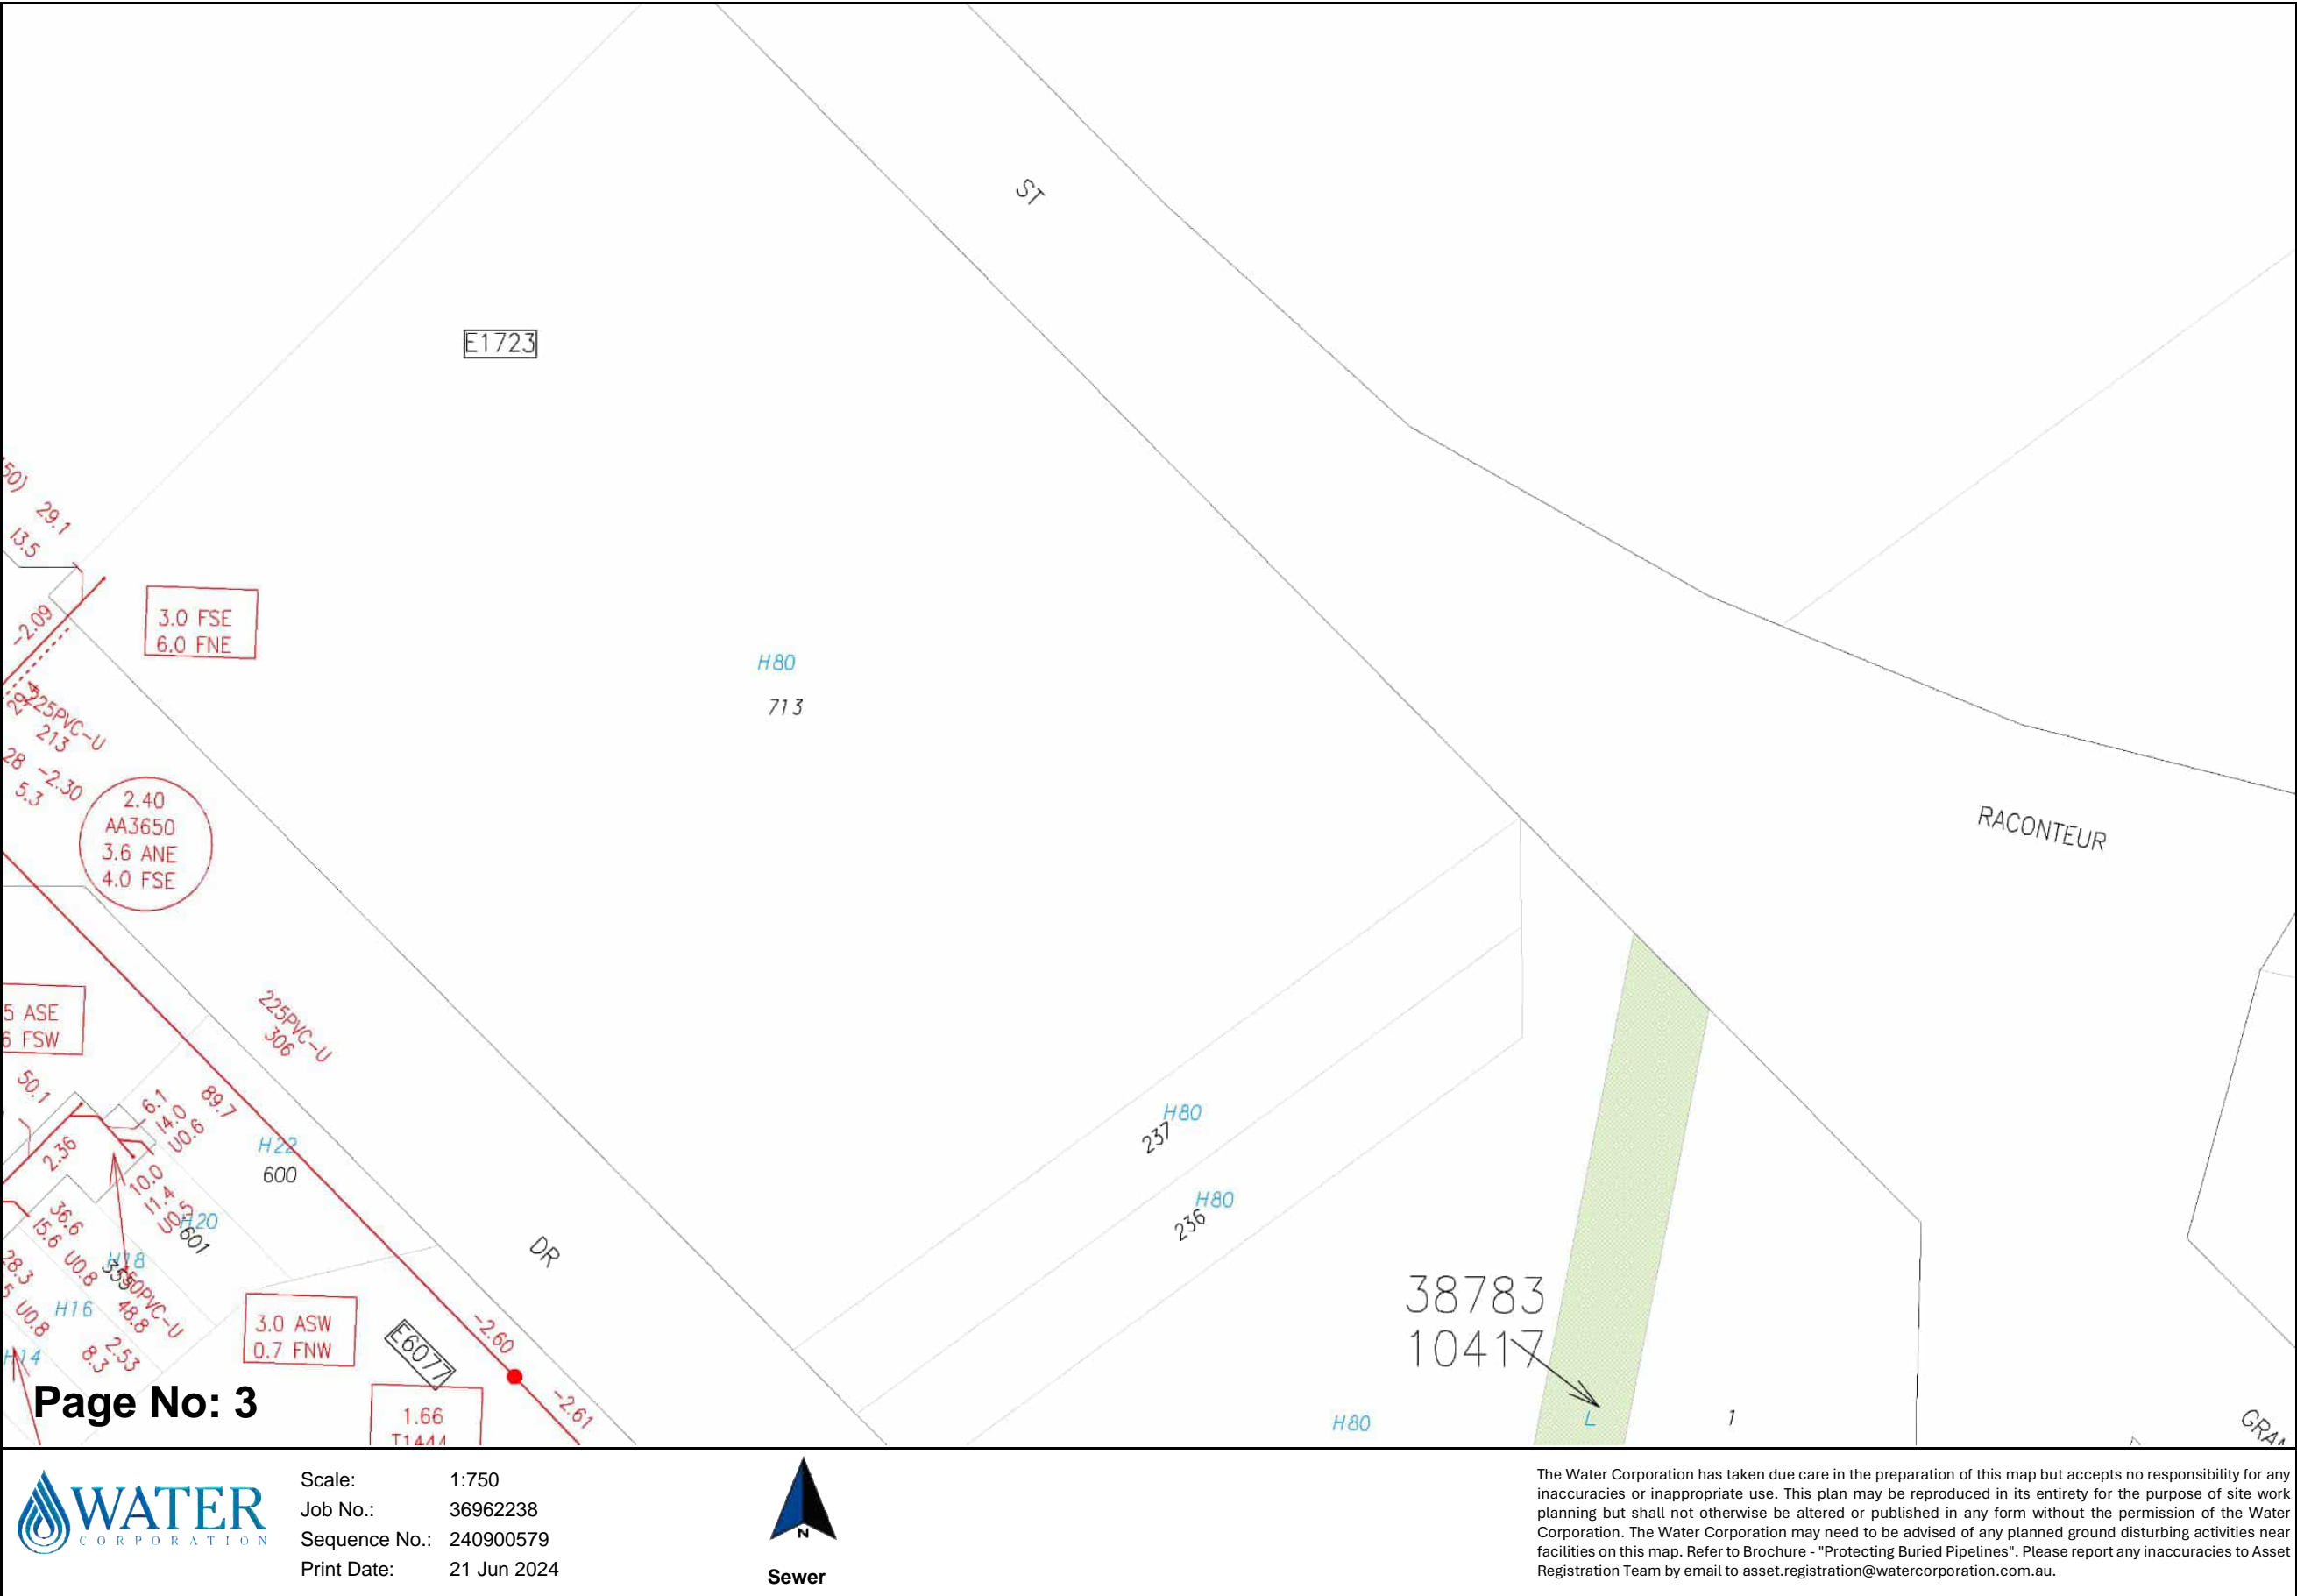 ST
E1723
50)
29.1
13.5
-2.09
3.0 FSE
6.0 FNE
H80
713
29.4
225PVC-U
213
28 -2.30
5.3
2.40
AA3650
3.6 ANE
4.0 FSE
RACONTEUR
5 ASE
6 FSW
225PVC-U
306
50.1
2.36
6.1
14.0
U0.6
89.7
H22
600
10.0
11.4
U0.5
H20
601
36.6
15.6 U0.8
H18
28.3
5 U0.8
H16
150PVC-U
48.8
2.53
8.3
H14
DR
3.0 ASW
0.7 FNW
E6077
-2.60
-2.61
1.66
T1444
H80
237
H80
236
38783
10417
H80
L
1
Page No: 3
WATER
CORPORATION
Scale: 1:750
Job No.: 36962238
Sequence No.: 240900579
Print Date: 21 Jun 2024
N
Sewer
The Water Corporation has taken due care in the preparation of this map but accepts no responsibility for any
inaccuracies or inappropriate use. This plan may be reproduced in its entirety for the purpose of site work
planning but shall not otherwise be altered or published in any form without the permission of the Water
Corporation. The Water Corporation may need to be advised of any planned ground disturbing activities near
facilities on this map. Refer to Brochure - "Protecting Buried Pipelines". Please report any inaccuracies to Asset
Registration Team by email to asset.registration@watercorporation.com.au.